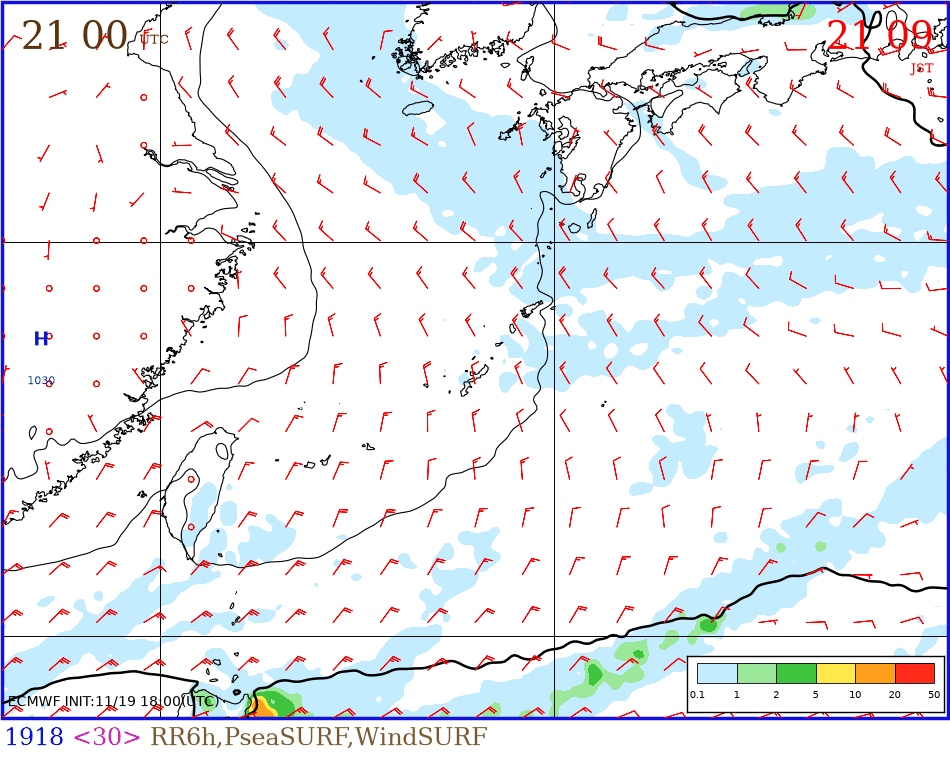 21 00 UTC
21 09
JST
H
1030
0.1 1 2 5 10 20 50
ECMWF INIT:11/19 18:00(UTC)
1918 <30> RR6h,PseaSURF,WindSURF